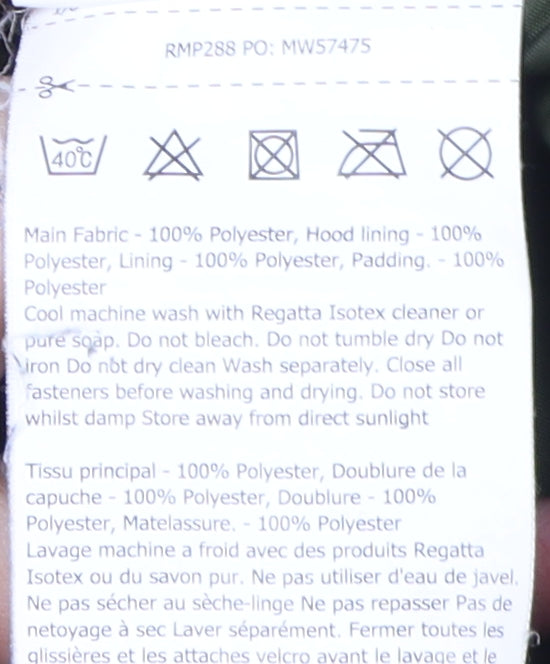 RMP288 PO: MW57475
40°C
Main Fabric - 100% Polyester, Hood lining - 100%
Polyester, Lining - 100% Polyester, Padding. - 100%
Polyester
Cool machine wash with Regatta Isotex cleaner or
pure soap. Do not bleach. Do not tumble dry Do not
iron Do not dry clean Wash separately. Close all
fasteners before washing and drying. Do not store
whilst damp Store away from direct sunlight
Tissu principal - 100% Polyester, Doublure de la
capuche - 100% Polyester, Doublure - 100%
Polyester, Matelassure. - 100% Polyester
Lavage machine a froid avec des produits Regatta
Isotex ou du savon pur. Ne pas utiliser d'eau de javel.
Ne pas sécher au sèche-linge Ne pas repasser Pas de
netoyage à sec Laver séparément. Fermer toutes les
glissières et les attaches velcro avant le lavage et le